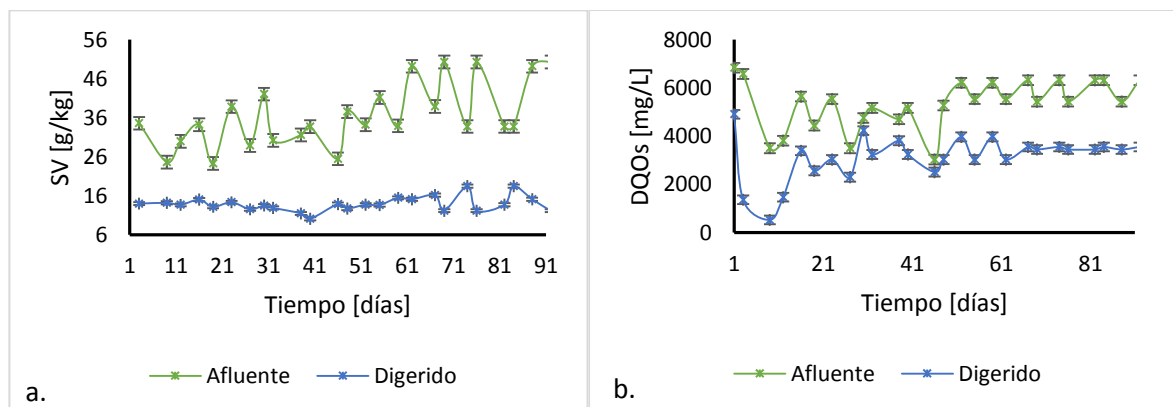 SV [g/kg]
56
46
36
26
16
6
1 11 21 31 41 51 61 71 81 91
Tiempo [días]
Afluente Digerido
a.
DQOs [mg/L]
8000
6000
4000
2000
0
1 21 41 61 81
Tiempo [días]
Afluente Digerido
b.